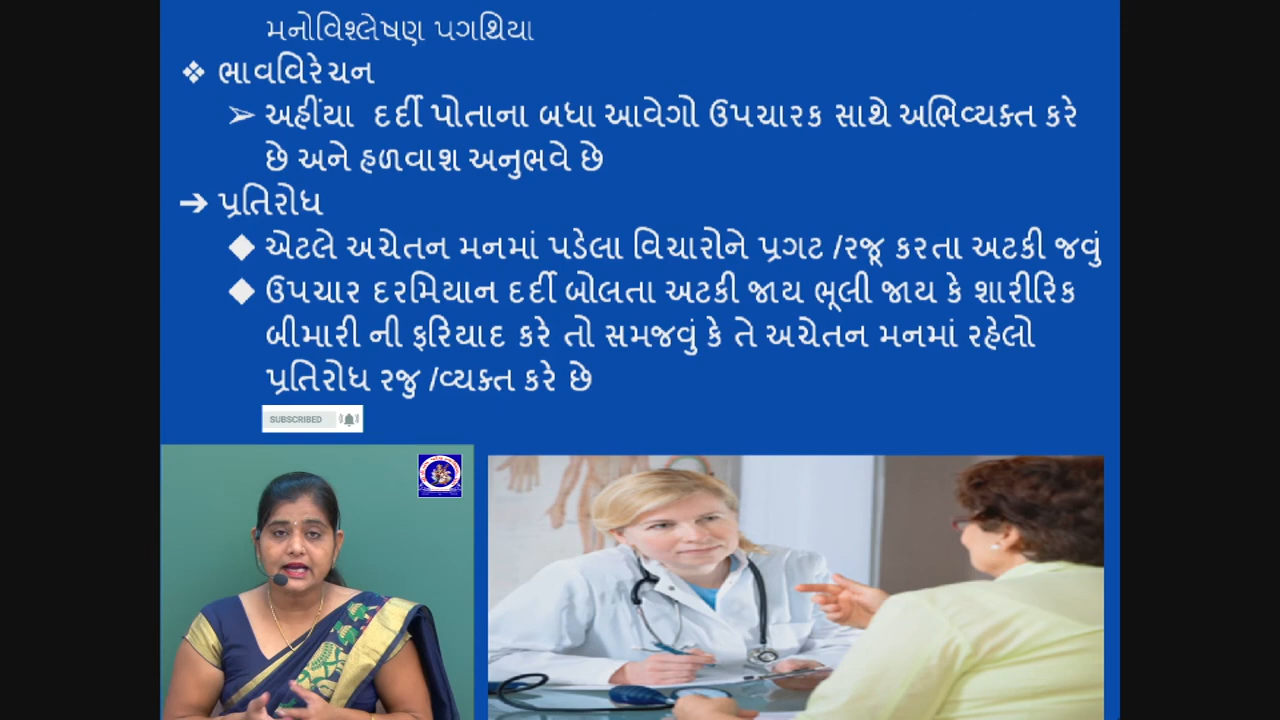 મનોવિશ્લેષણ પગથિયા
❖ ભાવવિરેચન
➢ અહીંયા દર્દી પોતાના બધા આવેગો ઉપચારક સાથે અભિવ્યક્ત કરે
છે અને હળવાશ અનુભવે છે
➔ પ્રતિરોધ
◆ એટલે અચેતન મનમાં પડેલા વિચારોને પ્રગટ /રજૂ કરતા અટકી જવું
◆ ઉપચાર દરમિયાન દર્દી બોલતા અટકી જાય ભૂલી જાય કે શારીરિક
બીમારી ની ફરિયાદ કરે તો સમજવું કે તે અચેતન મનમાં રહેલો
પ્રતિરોધ રજુ /વ્યક્ત કરે છે
SUBSCRIBED